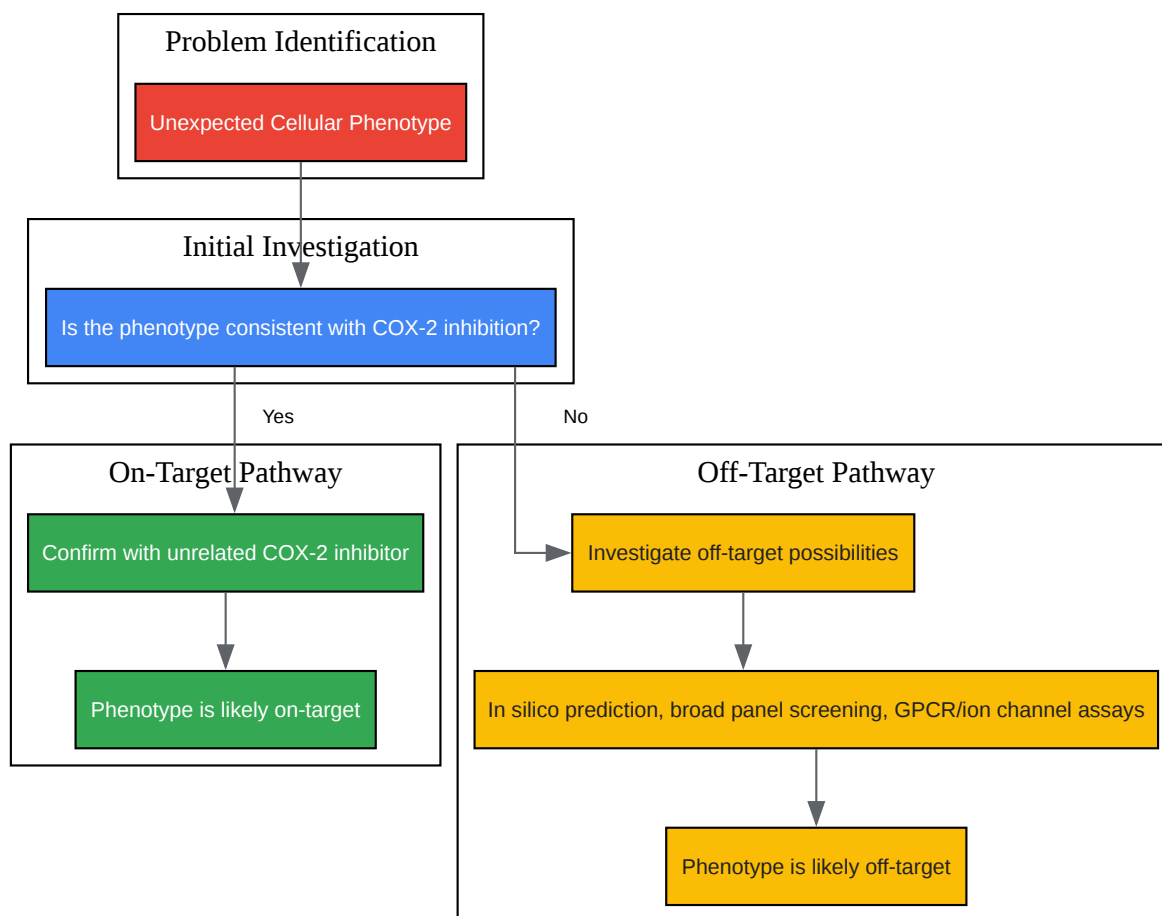 Problem Identification
Unexpected Cellular Phenotype
Initial Investigation
Is the phenotype consistent with COX-2 inhibition?
Yes
No
On-Target Pathway
Confirm with unrelated COX-2 inhibitor
Phenotype is likely on-target
Off-Target Pathway
Investigate off-target possibilities
In silico prediction, broad panel screening, GPCR/ion channel assays
Phenotype is likely off-target